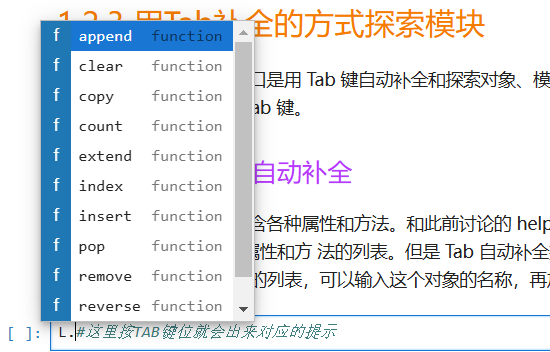 1.2.3 用Tab补全的方式探索模块
口是用 Tab 键自动补全和探索对象、模
ab 键。
自动补全
含各种属性和方法。和此前讨论的 help
属性和方 法的列表。但是 Tab 自动补全
的列表，可以输入这个对象的名称，再
f append function
f clear function
f copy function
f count function
f extend function
f index function
f insert function
f pop function
f remove function
f reverse function
[ ]: L.#这里按TAB键位就会出来对应的提示